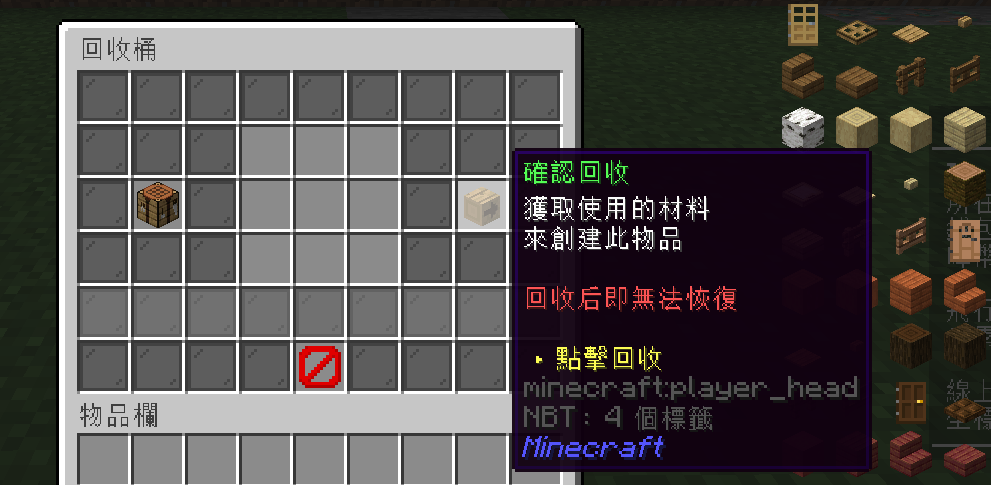 回收桶
確認回收
獲取使用的材料
來創建此物品
回收后即無法恢復
▸ 點擊回收
minecraft:player_head
NBT: 4 個標籤
Minecraft
物品欄
線上